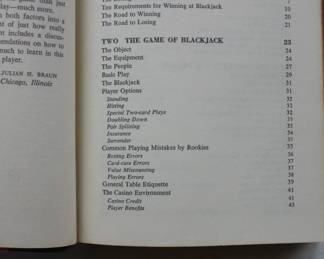 both factors into a
of just how really
nt includes a discus-
mendations on how to
much to learn in this
player.
JULIAN H. BRAUN
Chicago, Illinois
Ten Requirements for Winning at Blackjack
The Road to Winning 20
The Road to Losing 21
TWO THE GAME OF BLACKJACK 23
The Object 24
The Equipment 24
The People 27
Basic Play 29
The Blackjack 31
Player Options 31
Standing 32
Hitting 32
Special Two-card Plays 32
Doubling Down
Pair Splitting
Insurance 34
Surrender 35
Common Playing Mistakes by Rookies
Betting Errors 36
Card-care Errors 37
Value Miscounting 37
Playing Errors 38
General Table Etiquette 39
The Casino Environment 41
Casino Credit 41
Player Benefits 43